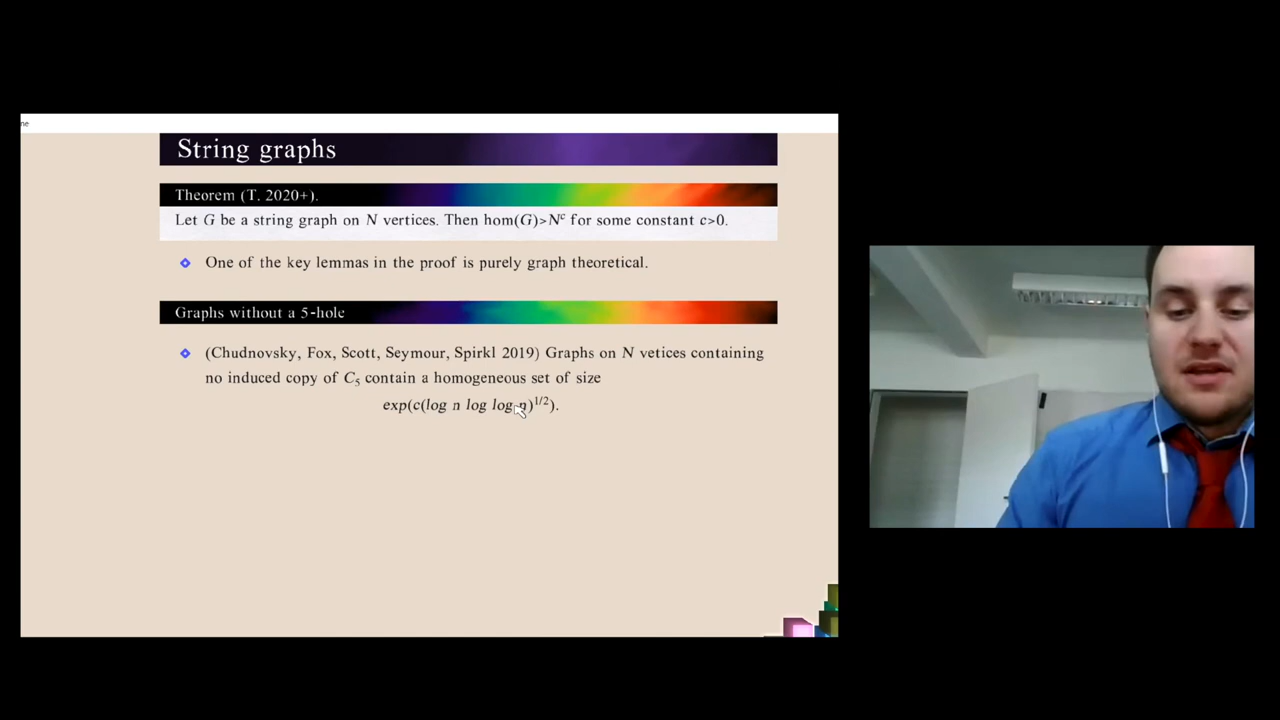 ne
String graphs
Theorem (T. 2020+).
Let G be a string graph on N vertices. Then hom(G)>Nᶜ for some constant c>0.
One of the key lemmas in the proof is purely graph theoretical.
Graphs without a 5-hole
(Chudnovsky, Fox, Scott, Seymour, Spirkl 2019) Graphs on N vetices containing
no induced copy of C₅ contain a homogeneous set of size
exp(c(log n log log n)^1/2).